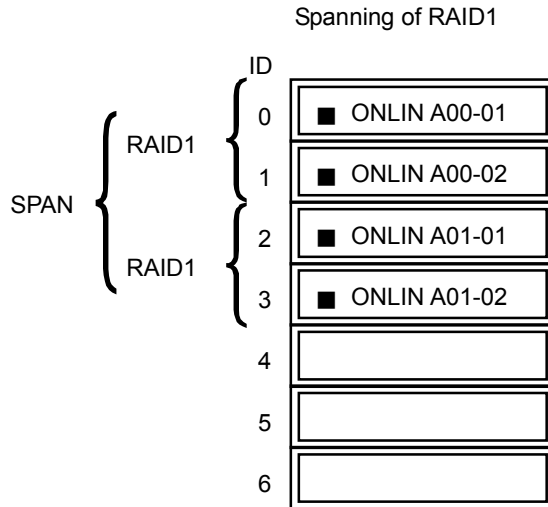 Spanning of RAID1
ID
0 ■ ONLIN A00-01
RAID1
1 ■ ONLIN A00-02
SPAN
2 ■ ONLIN A01-01
RAID1
3 ■ ONLIN A01-02
4
5
6